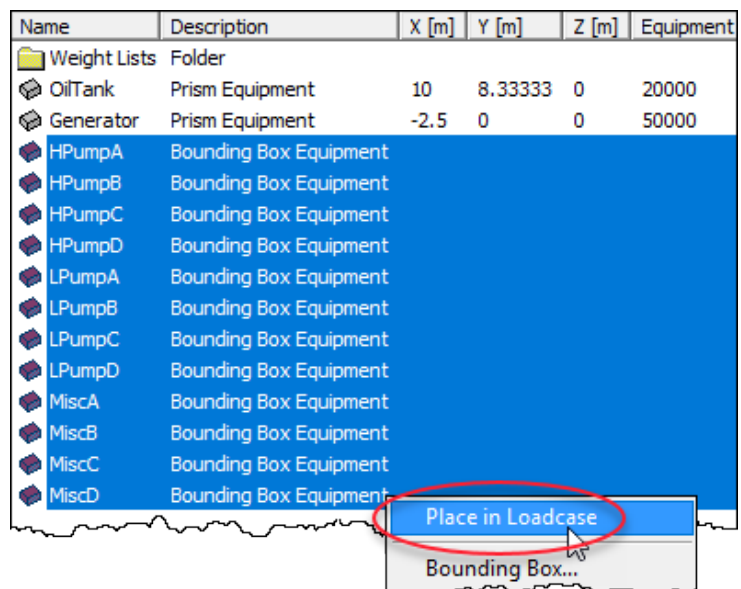 Name Description X [m] Y [m] Z [m] Equipment
Weight Lists Folder
OilTank Prism Equipment 10 8.33333 0 20000
Generator Prism Equipment -2.5 0 0 50000
HPumpA Bounding Box Equipment
HPumpB Bounding Box Equipment
HPumpC Bounding Box Equipment
HPumpD Bounding Box Equipment
LPumpA Bounding Box Equipment
LPumpB Bounding Box Equipment
LPumpC Bounding Box Equipment
LPumpD Bounding Box Equipment
MiscA Bounding Box Equipment
MiscB Bounding Box Equipment
MiscC Bounding Box Equipment
MiscD Bounding Box Equipment
Place in Loadcase
Bounding Box...